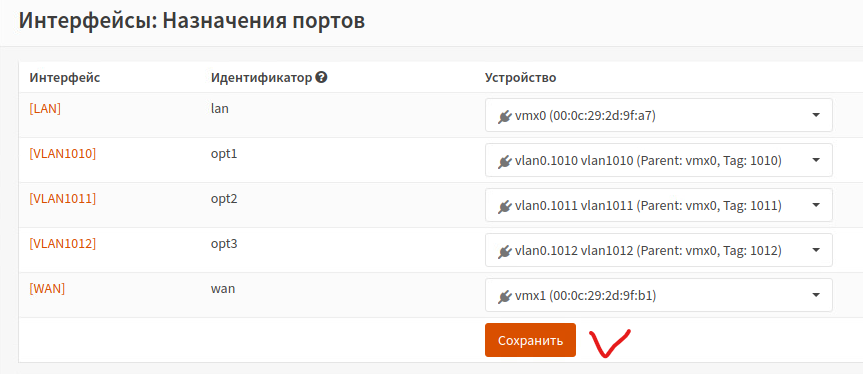 Интерфейсы: Назначения портов
Интерфейс Идентификатор Устройство
[LAN] lan vmx0 (00:0c:29:2d:9f:a7)
[VLAN1010] opt1 vlan0.1010 vlan1010 (Parent: vmx0, Tag: 1010)
[VLAN1011] opt2 vlan0.1011 vlan1011 (Parent: vmx0, Tag: 1011)
[VLAN1012] opt3 vlan0.1012 vlan1012 (Parent: vmx0, Tag: 1012)
[WAN] wan vmx1 (00:0c:29:2d:9f:b1)
Сохранить